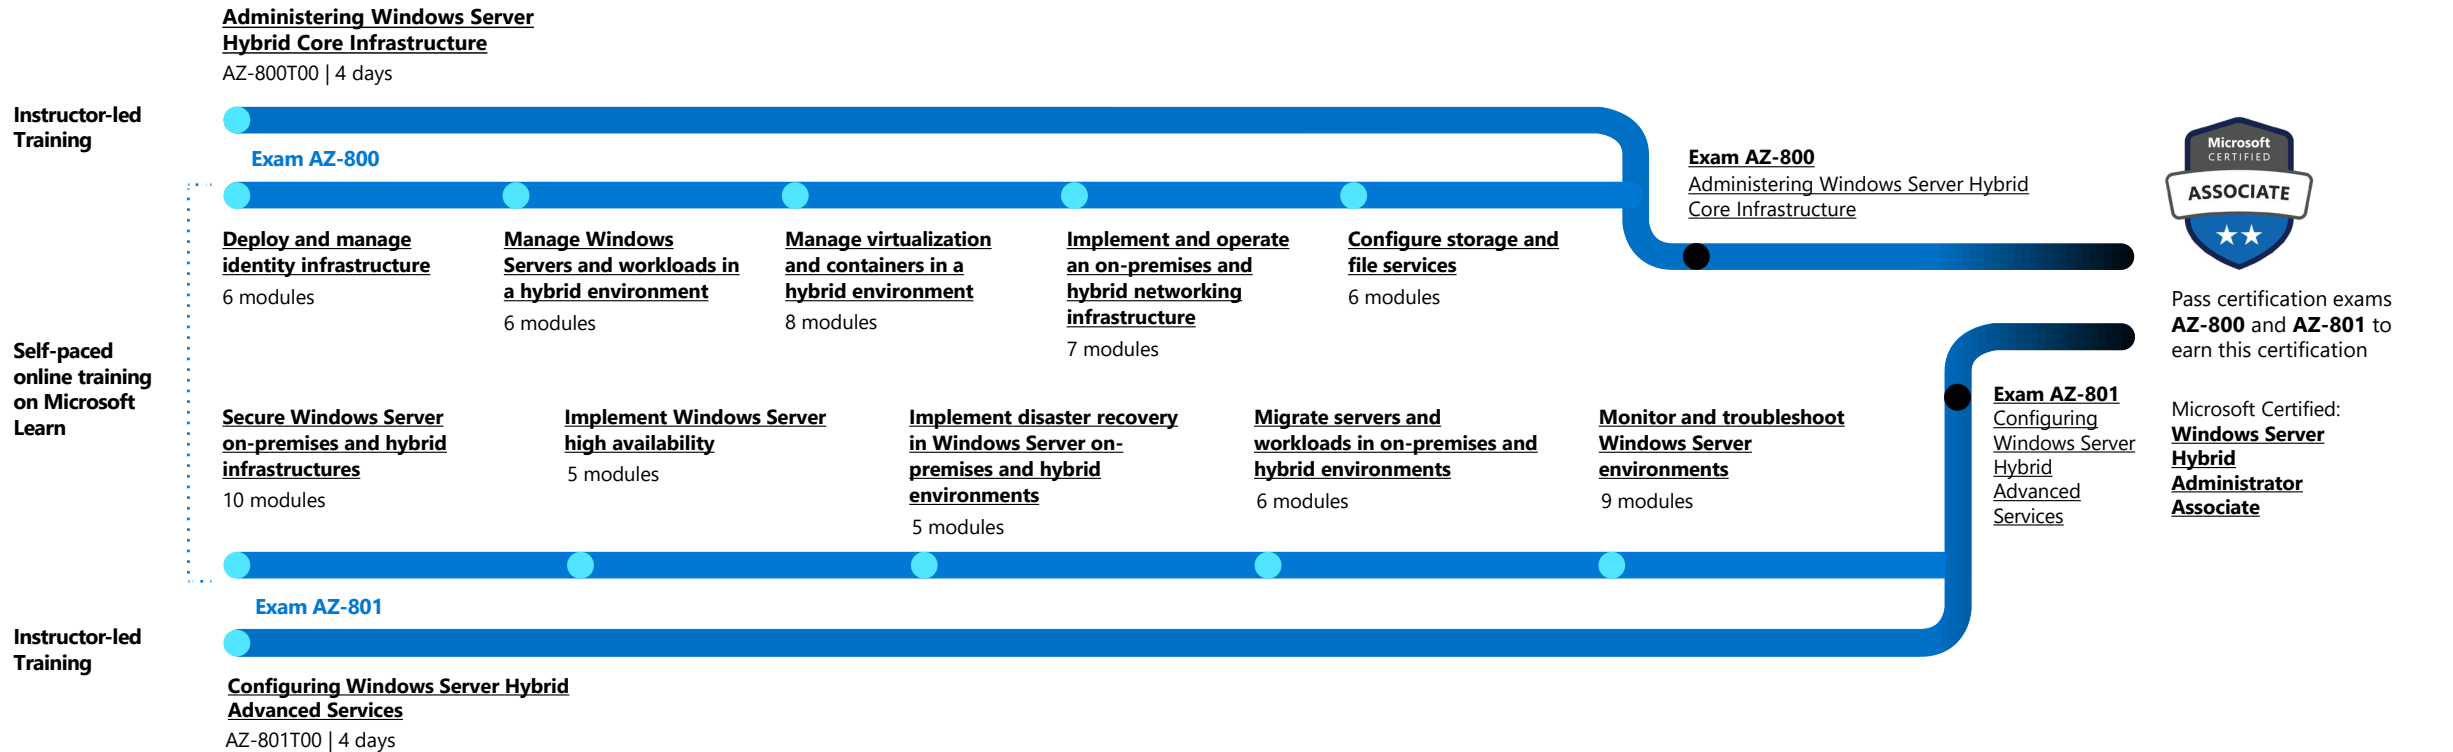 Administering Windows Server
Hybrid Core Infrastructure
AZ-800T00 | 4 days
Instructor-led
Training
Exam AZ-800
Deploy and manage
identity infrastructure
6 modules
Manage Windows
Servers and workloads in
a hybrid environment
6 modules
Manage virtualization
and containers in a
hybrid environment
8 modules
Implement and operate
an on-premises and
hybrid networking
infrastructure
7 modules
Configure storage and
file services
6 modules
Exam AZ-800
Administering Windows Server Hybrid
Core Infrastructure
Self-paced
online training
on Microsoft
Learn
Secure Windows Server
on-premises and hybrid
infrastructures
10 modules
Implement Windows Server
high availability
5 modules
Implement disaster recovery
in Windows Server on-
premises and hybrid
environments
5 modules
Migrate servers and
workloads in on-premises and
hybrid environments
6 modules
Monitor and troubleshoot
Windows Server
environments
9 modules
Exam AZ-801
Configuring
Windows Server
Hybrid
Advanced
Services
Exam AZ-801
Instructor-led
Training
Configuring Windows Server Hybrid
Advanced Services
AZ-801T00 | 4 days
Microsoft
CERTIFIED
ASSOCIATE
Pass certification exams
AZ-800 and AZ-801 to
earn this certification
Microsoft Certified:
Windows Server
Hybrid
Administrator
Associate